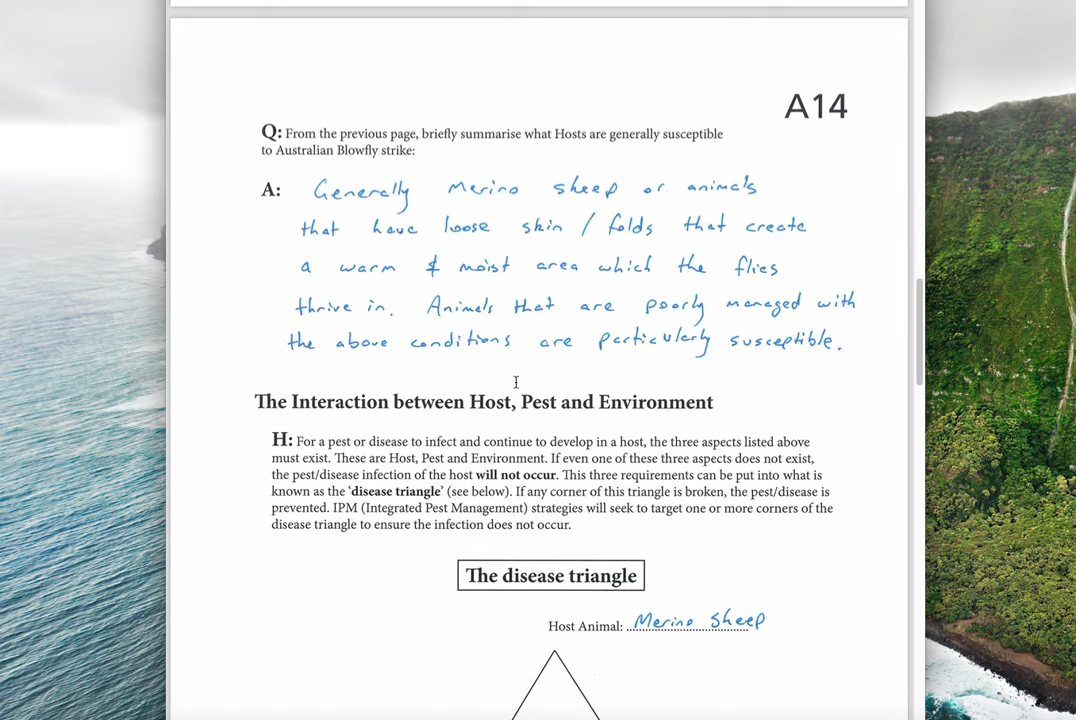 A14
Q: From the previous page, briefly summarise what Hosts are generally susceptible
to Australian Blowfly strike:
A: Generally Merino sheep or animals
that have loose skin / folds that create
a warm & moist area which the flies
thrive in. Animals that are poorly managed with
the above conditions are particularly susceptible.
The Interaction between Host, Pest and Environment
H: For a pest or disease to infect and continue to develop in a host, the three aspects listed above
must exist. These are Host, Pest and Environment. If even one of these three aspects does not exist,
the pest/disease infection of the host will not occur. This three requirements can be put into what is
known as the 'disease triangle' (see below). If any corner of this triangle is broken, the pest/disease is
prevented. IPM (Integrated Pest Management) strategies will seek to target one or more corners of the
disease triangle to ensure the infection does not occur.
The disease triangle
Host Animal: Merino Sheep